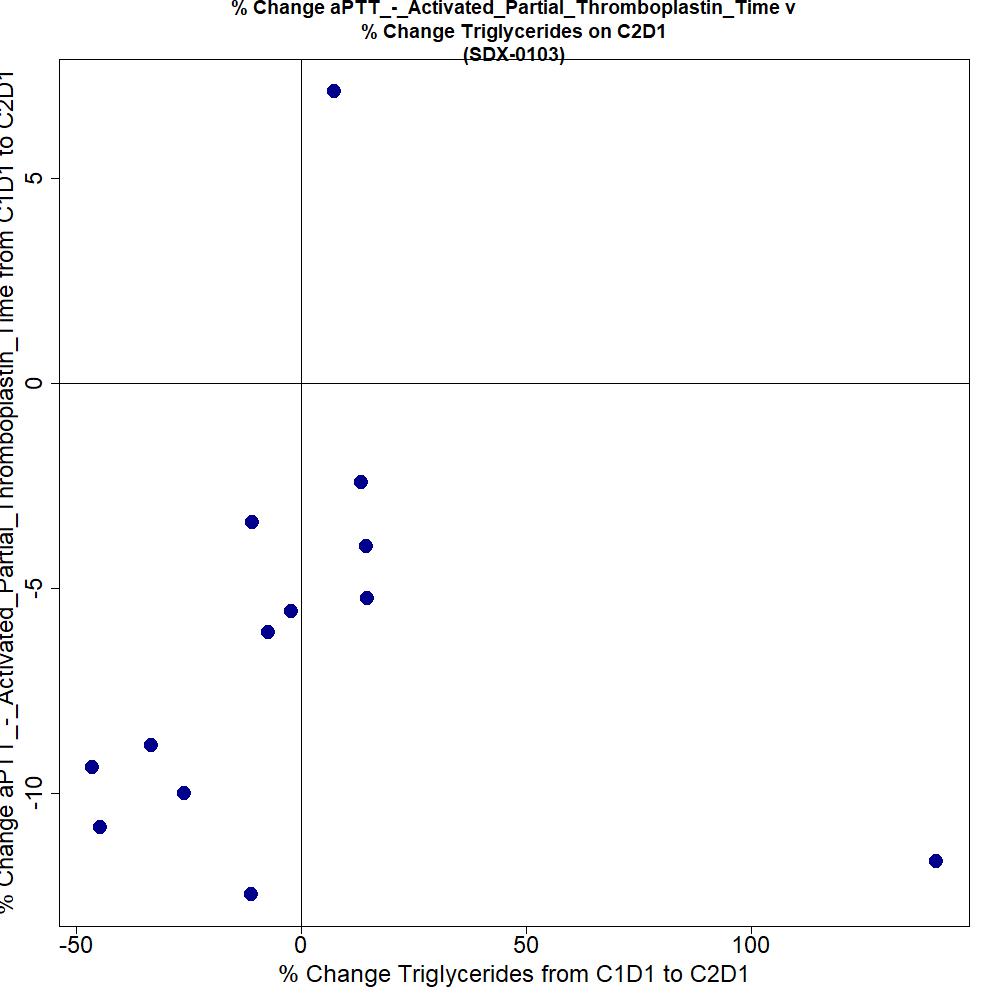 % Change aPTT_-_Activated_Partial_Thromboplastin_Time v
% Change Triglycerides on C2D1
(SDX-0103)
% Change aPTT_-_Activated_Partial_Thromboplastin_Time from C1D1 to C2D1
5
0
-5
-10
-50 0 50 100
% Change Triglycerides from C1D1 to C2D1